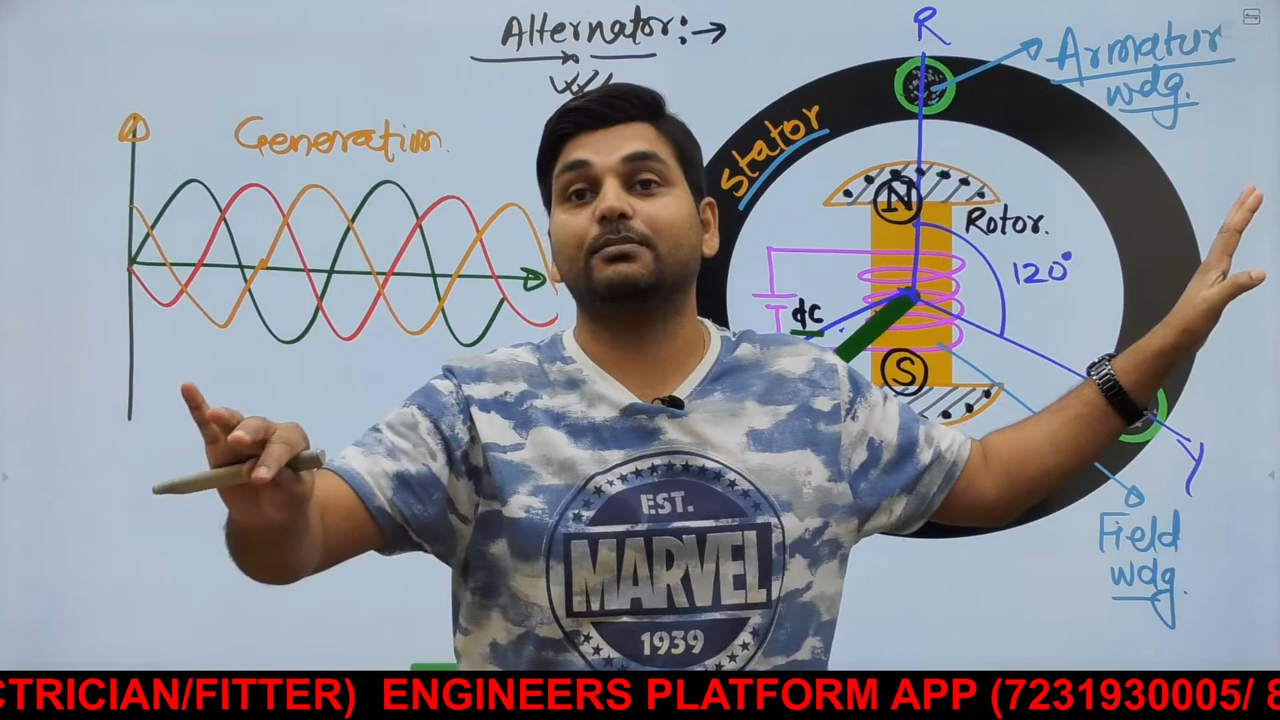 Alternator:→
R
Armatur
wdg.
Generation.
Stator
N
Rotor.
120°
dc
S
Y
Field
wdg.
EST.
MARVEL
1939
CTRICIAN/FITTER)  ENGINEERS PLATFORM APP (7231930005/ 8